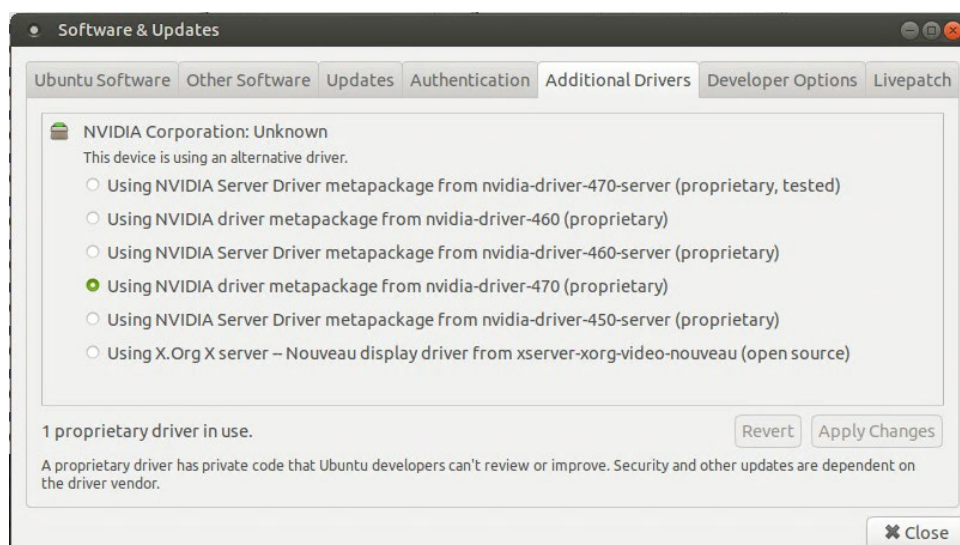 Software & Updates
Ubuntu Software Other Software Updates Authentication Additional Drivers Developer Options Livepatch
NVIDIA Corporation: Unknown
This device is using an alternative driver.
Using NVIDIA Server Driver metapackage from nvidia-driver-470-server (proprietary, tested)
Using NVIDIA driver metapackage from nvidia-driver-460 (proprietary)
Using NVIDIA Server Driver metapackage from nvidia-driver-460-server (proprietary)
Using NVIDIA driver metapackage from nvidia-driver-470 (proprietary)
Using NVIDIA Server Driver metapackage from nvidia-driver-450-server (proprietary)
Using X.Org X server -- Nouveau display driver from xserver-xorg-video-nouveau (open source)
1 proprietary driver in use.
Revert Apply Changes
A proprietary driver has private code that Ubuntu developers can't review or improve. Security and other updates are dependent on
the driver vendor.
Close